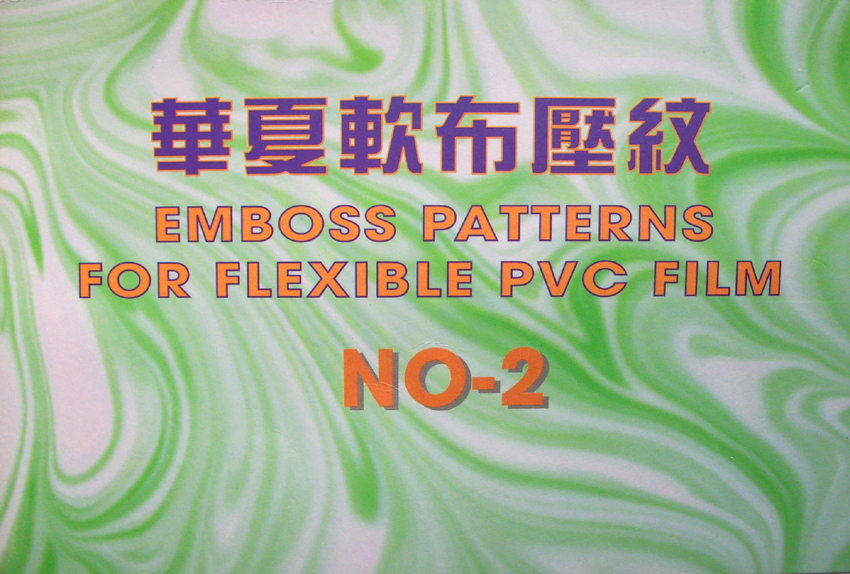 華夏軟布壓紋
EMBOSS PATTERNS
FOR FLEXIBLE PVC FILM
NO-2